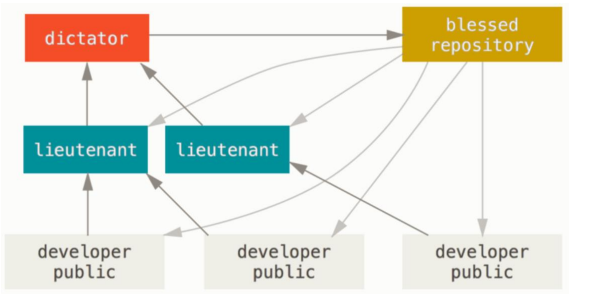 dictator
blessed
repository
lieutenant
lieutenant
developer
public
developer
public
developer
public